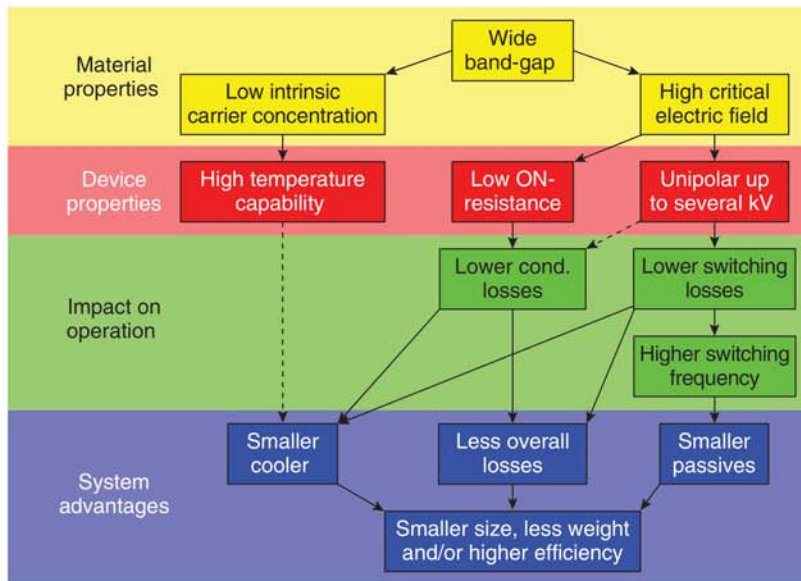 Material
properties
Wide
band-gap
Low intrinsic
carrier concentration
High critical
electric field
Device
properties
High temperature
capability
Low ON-
resistance
Unipolar up
to several kV
Impact on
operation
Lower cond.
losses
Lower switching
losses
Higher switching
frequency
System
advantages
Smaller
cooler
Less overall
losses
Smaller
passives
Smaller size, less weight
and/or higher efficiency